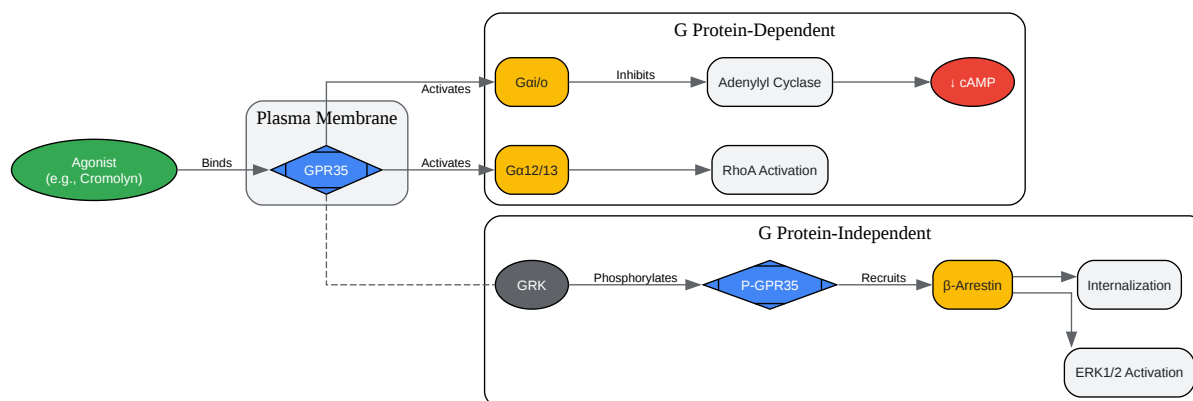 G Protein-Dependent
Gαi/o
Inhibits
Adenylyl Cyclase
↓ cAMP
Activates
Plasma Membrane
Agonist
(e.g., Cromolyn)
Binds
GPR35
Activates
Gα12/13
RhoA Activation
G Protein-Independent
GRK
Phosphorylates
P-GPR35
Recruits
β-Arrestin
Internalization
ERK1/2 Activation